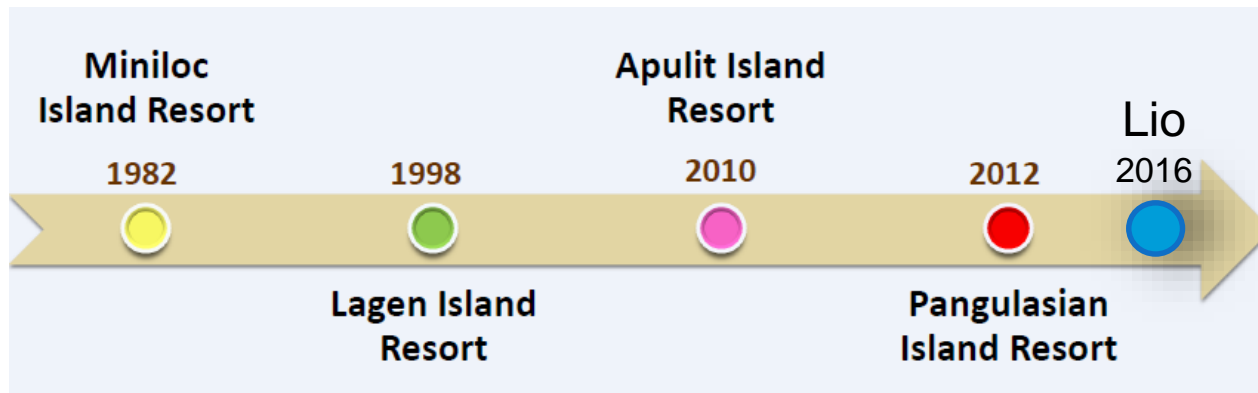 Miniloc
Island Resort
Apulit Island
Resort
Lio
1982
1998
2010
2012
2016
Lagen Island
Resort
Pangulasian
Island Resort